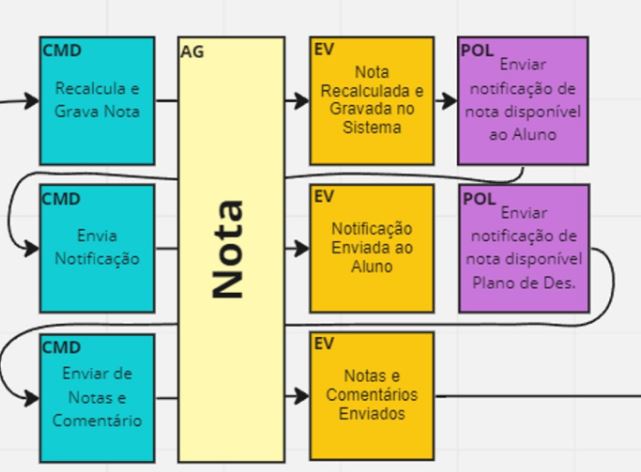 CMD
Recalcula e
Grava Nota
AG
Nota
EV
Nota
Recalculada e
Gravada no
Sistema
POL
Enviar
notificação de
nota disponível
ao Aluno
CMD
Envia
Notificação
EV
Notificação
Enviada ao
Aluno
POL
Enviar
notificação de
nota disponível
Plano de Des.
CMD
Enviar de
Notas e
Comentário
EV
Notas e
Comentários
Enviados